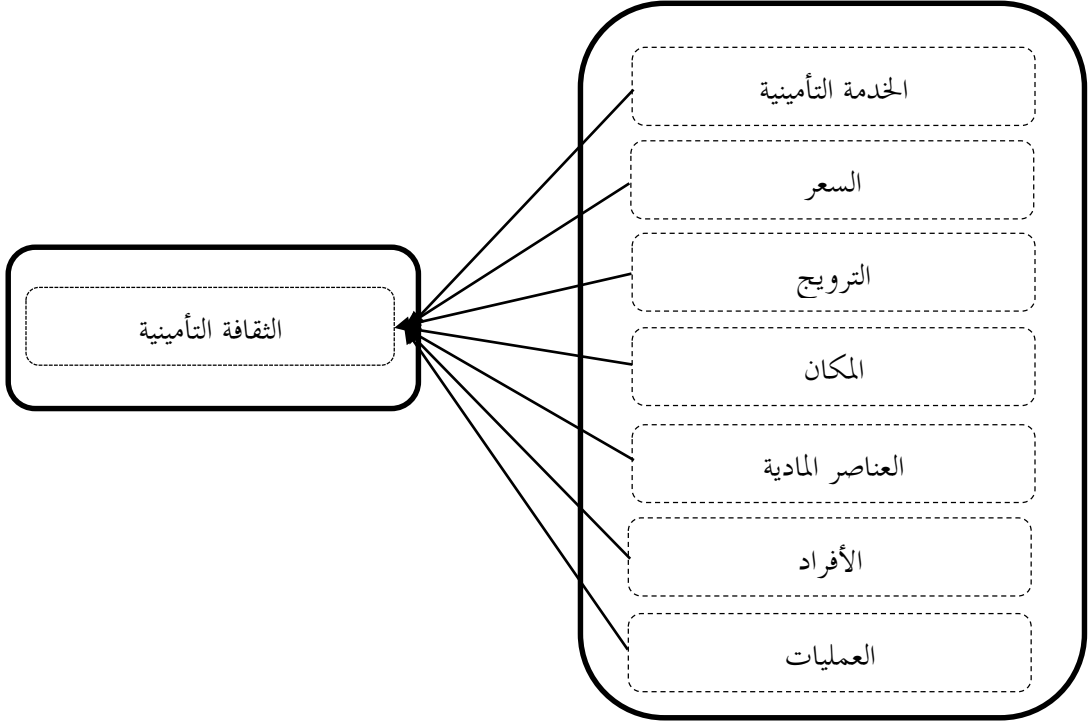 الخدمة التأمينية
السعر
الترويج
المكان
العناصر المادية
الأفراد
العمليات
الثقافة التأمينية